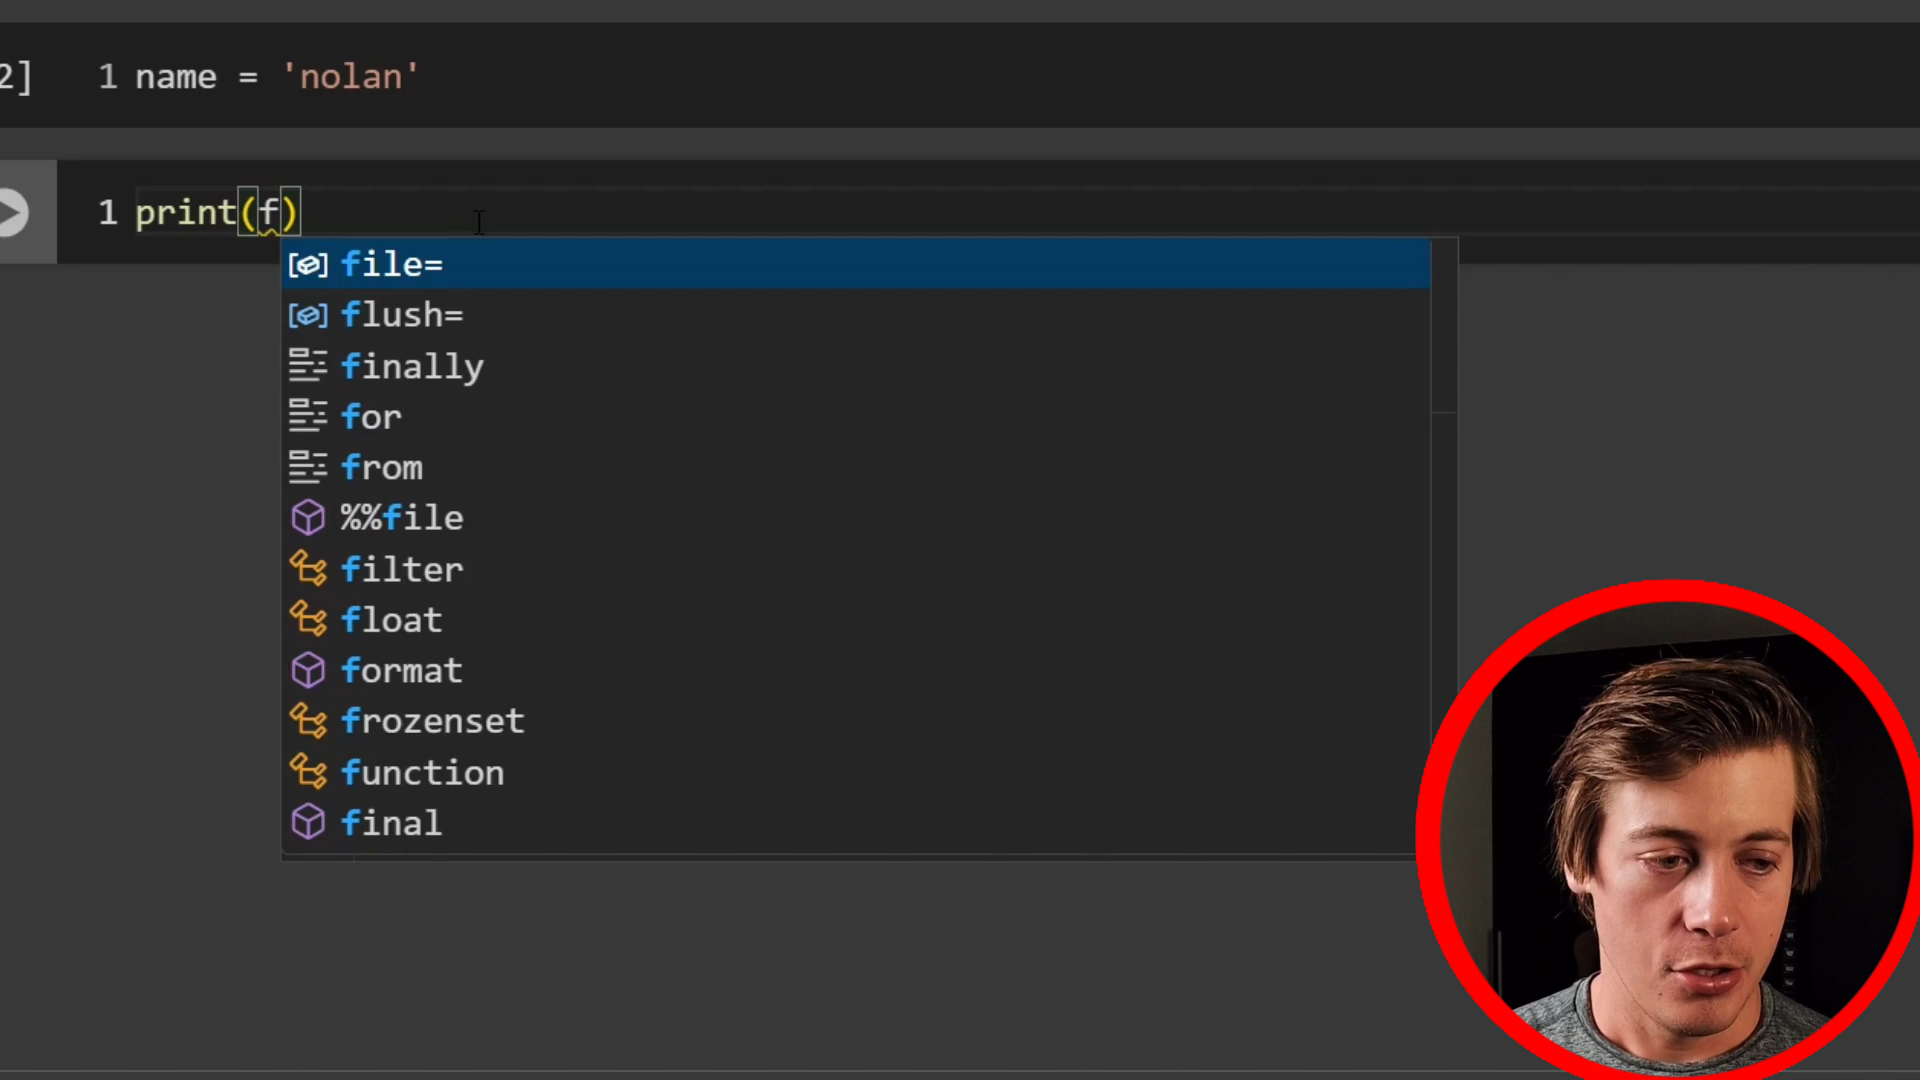 2] 1 name = 'nolan'
1 print(f)
file=
flush=
finally
for
from
%%file
filter
float
format
frozenset
function
final